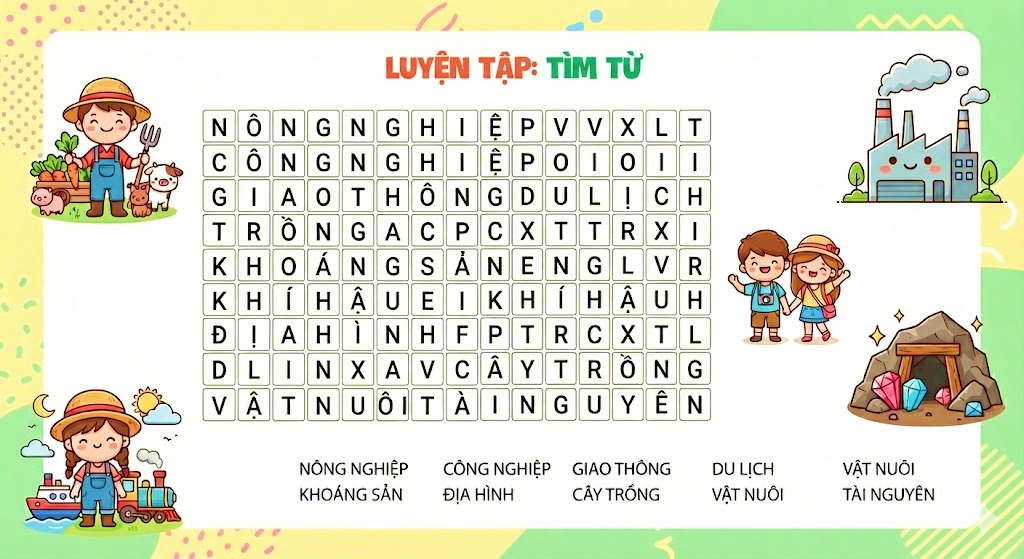 LUYỆN TẬP: TÌM TỪ
N Ô N G N G H I Ệ P V V X L T
C Ô N G N G H I Ệ P O I O I I
G I A O T H Ô N G D U L Ị C H
T R Ồ N G A C P C X T T R X I
K H O Á N G S Ả N E N G L V R
K H Í H Ậ U E I K H Í H Ậ U H
Đ Ị A H Ì N H F P T R C X T L
D L I N X A V C Â Y T R Ồ N G
V Ậ T N U ÔI T À I N G U Y Ê N
NÔNG NGHIỆP CÔNG NGHIỆP GIAO THÔNG DU LỊCH VẬT NUÔI
KHOÁNG SẢN ĐỊA HÌNH CÂY TRỒNG VẬT NUÔI TÀI NGUYÊN